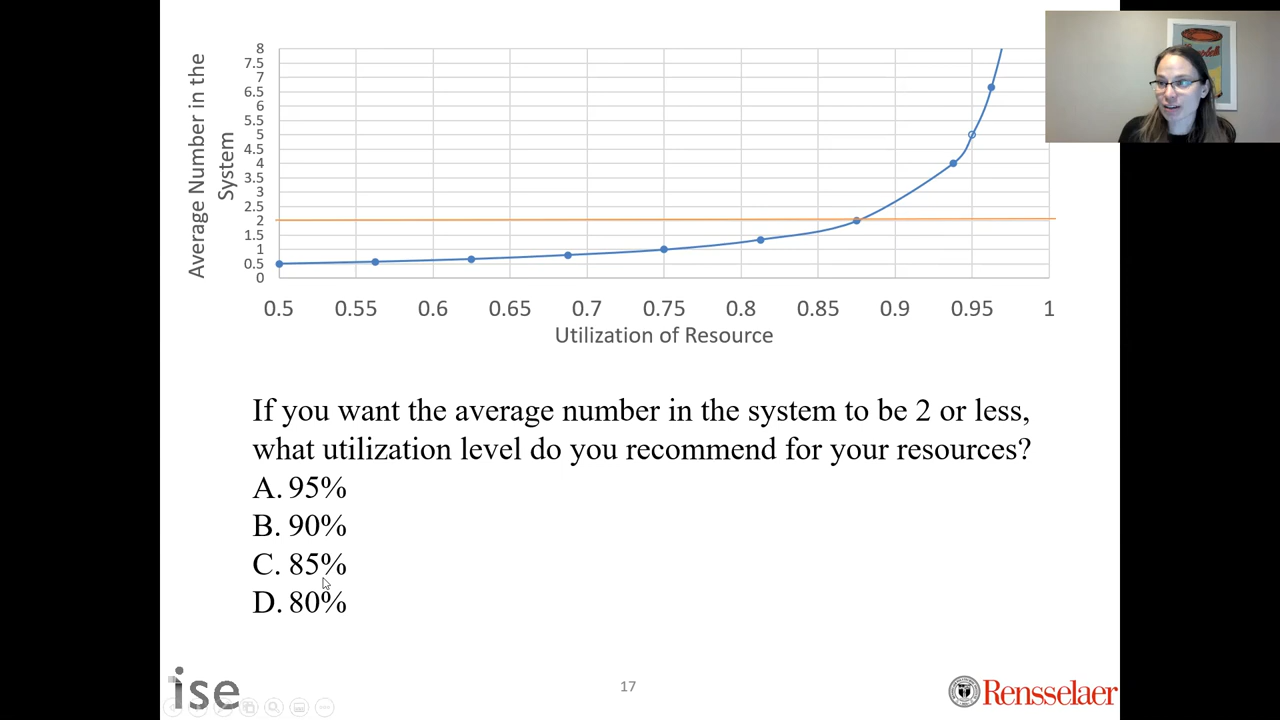 Average Number in the
System
8
7.5
7
6.5
6
5.5
5
4.5
4
3.5
3
2.5
2
1.5
1
0.5
0
0.5 0.55 0.6 0.65 0.7 0.75 0.8 0.85 0.9 0.95 1
Utilization of Resource
Campbell's
If you want the average number in the system to be 2 or less,
what utilization level do you recommend for your resources?
A. 95%
B. 90%
C. 85%
D. 80%
ise
17
Rensselaer